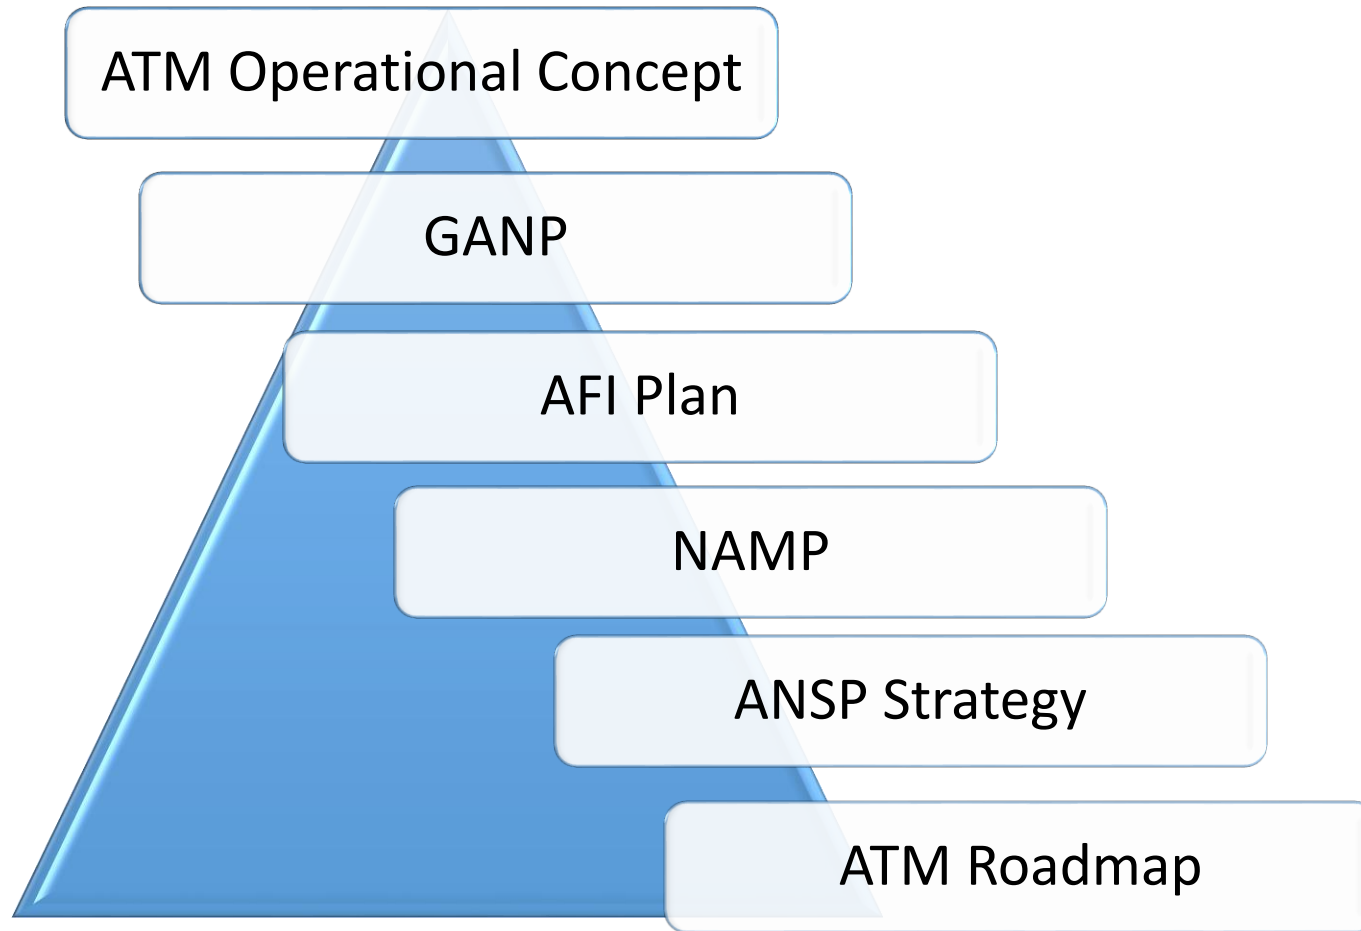 ATM Operational Concept
GANP
AFI Plan
NAMP
ANSP Strategy
ATM Roadmap